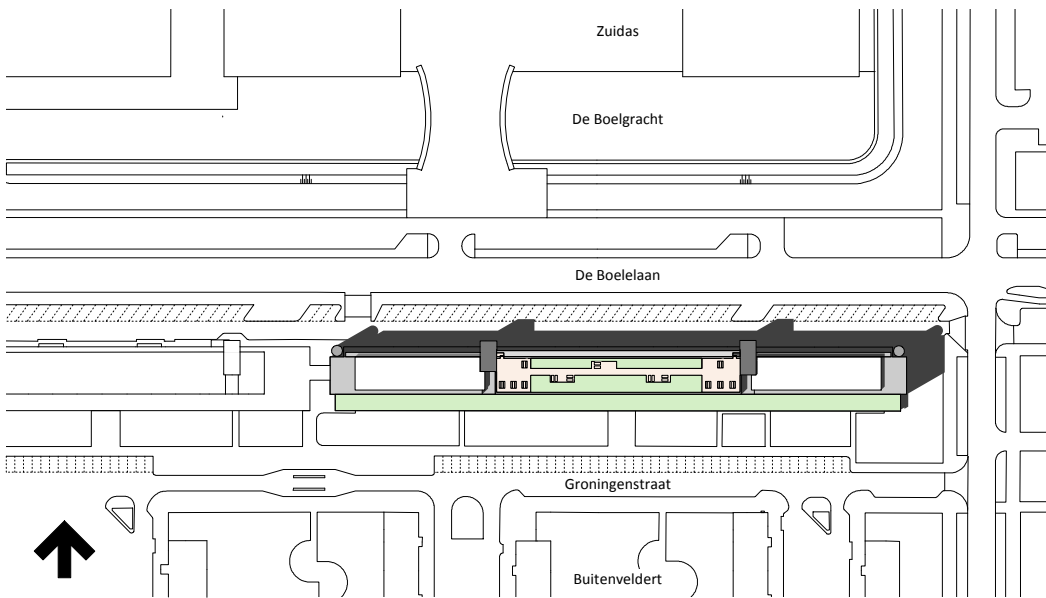 Zuidas
De Boelgracht
De Boelelaan
Groningenstraat
Buitenveldert